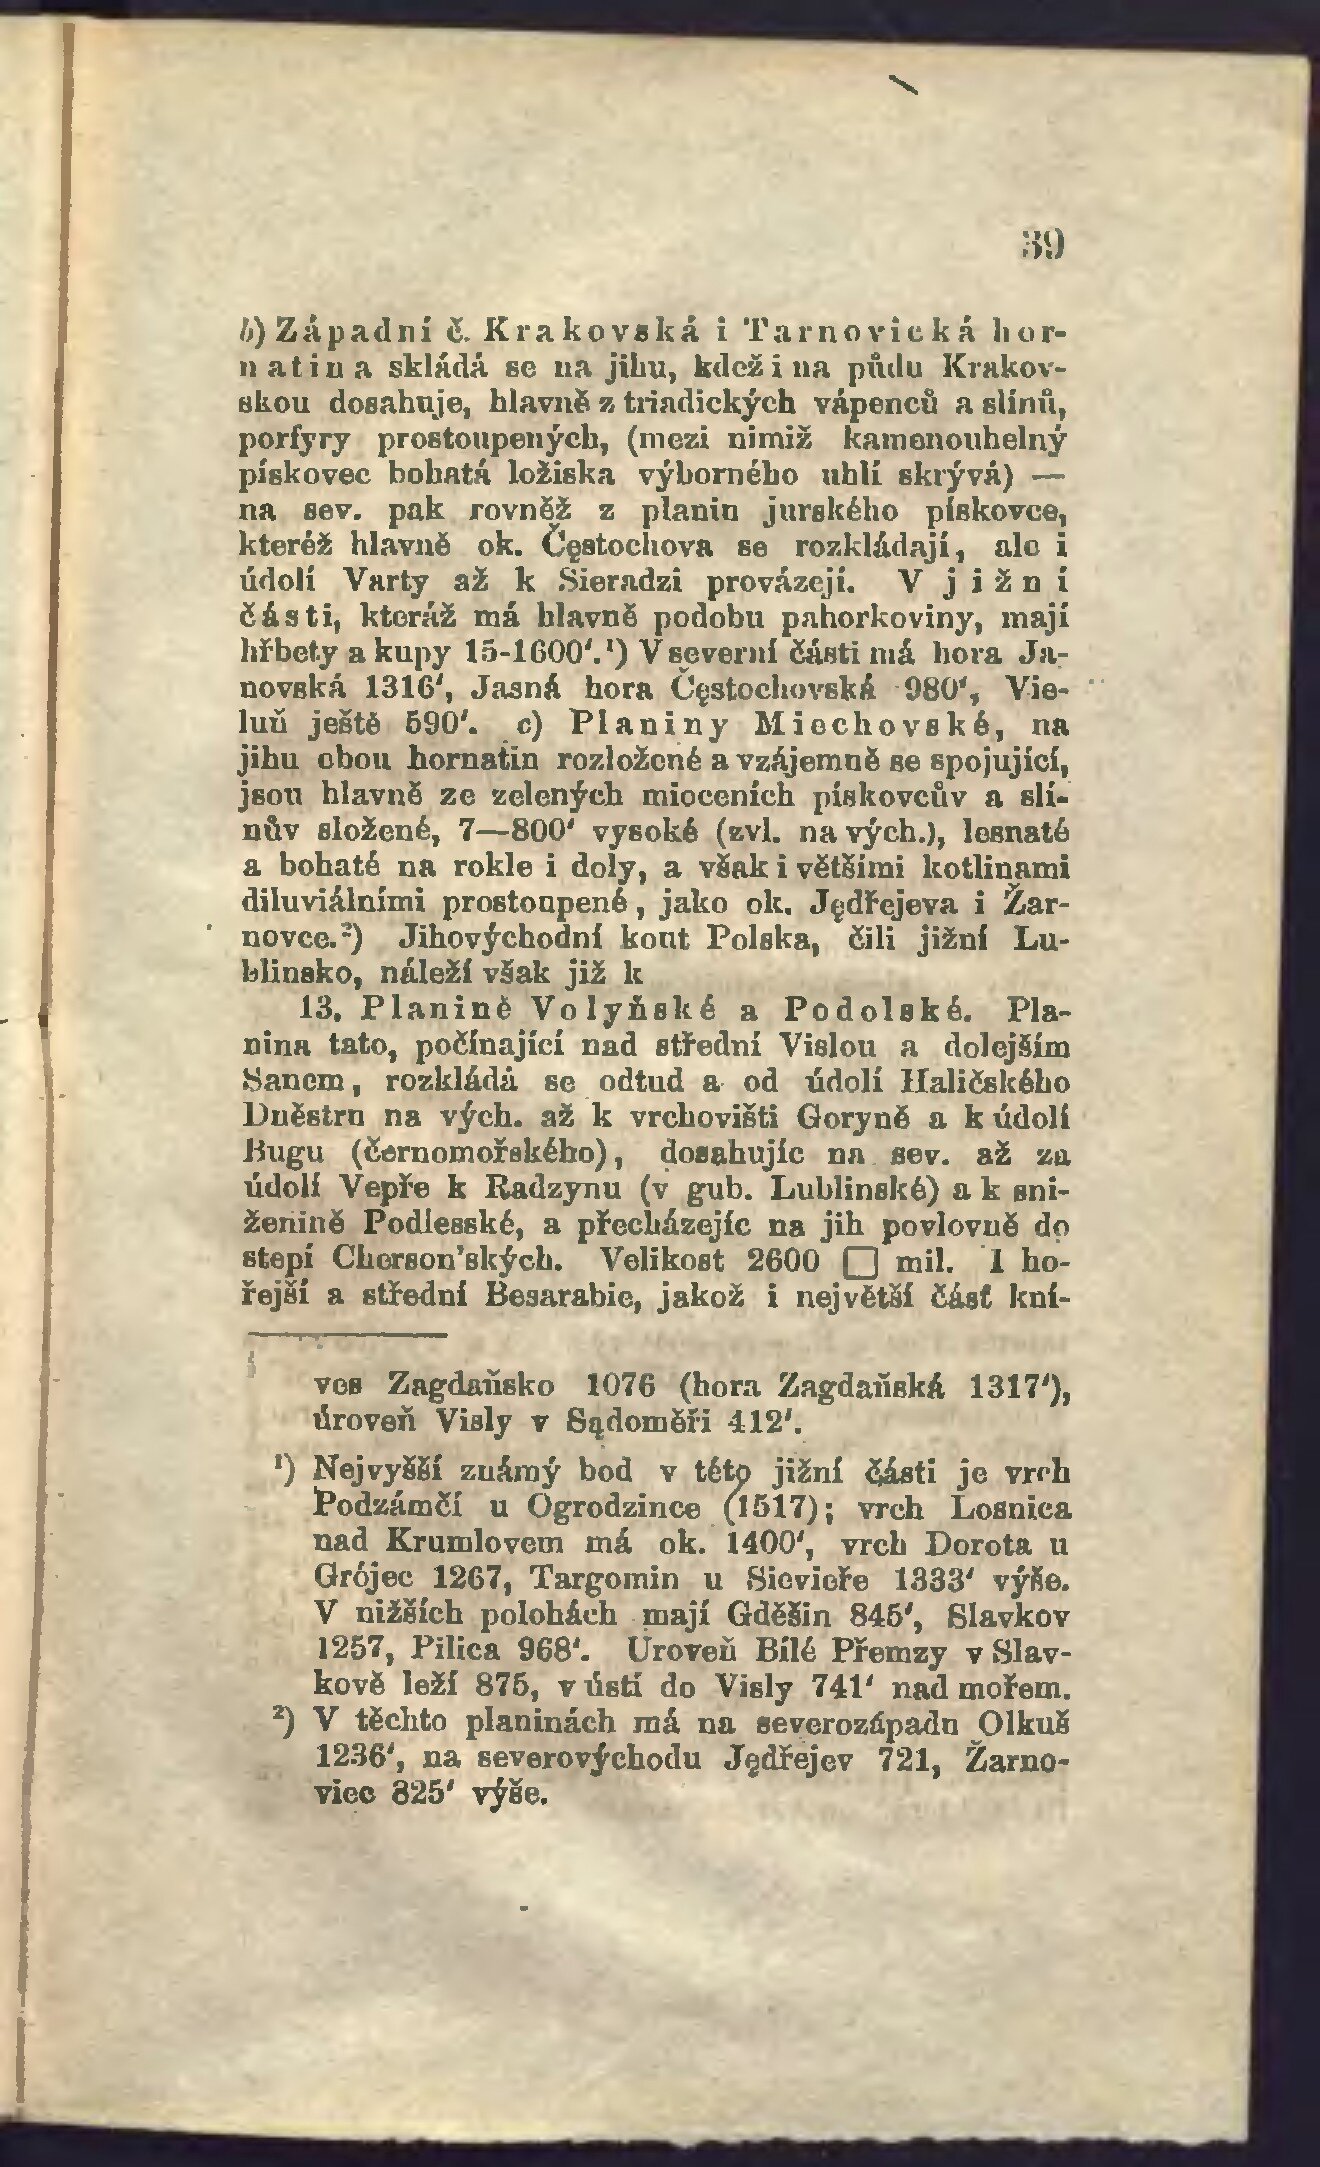 39
b) Západní č. Krakovská i Tarnovická hor-
natina skládá se na jihu, kdež i na půdu Krakov-
skou dosahuje, hlavně z triadických vápenců a slínů,
porfyry prostoupených, (mezi nimiž kamenouhelný
pískovec bohatá ložiska výborného uhlí skrývá) —
na sev. pak rovněž z planin jurského pískovce,
kteréž hlavně ok. Čęstochova se rozkládají, ale i
údolí Varty až k Sieradzi provázejí. V jižní
části, kteráž má hlavně podobu pahorkoviny, mají
hřbety a kupy 15-1600'.¹) V severní části má hora Ja-
novská 1316', Jasná hora Čęstochovská 980', Vie-
luň ještě 590'. c) Planiny Miechovské, na
jihu obou hornatin rozložené a vzájemně se spojující,
jsou hlavně ze zelených miocením pískovcův a slí-
nův složené, 7—800' vysoké (zvl. na vých.), lesnaté
a bohaté na rokle i doly, a však i většími kotlinami
diluviálními prostoupené, jako ok. Jędřejeva i Žar-
novce.²) Jihovýchodní kout Polska, čili jižní Lu-
blinsko, náleží však již k
13. Planině Volyňské a Podolské. Pla-
nina tato, počínající nad střední Vislou a dolejším
Sanem, rozkládá se odtud a od údolí Haličského
Dněstru na vých. až k vrchovišti Goryně a k údolí
Bugu (černomořského), dosahujíc na sev. až za
údolí Vepře k Radzynu (v gub. Lublinské) a k sni-
ženině Podlesské, a přecházejíc na jih povlovně do
stepí Cherson'ských. Velikost 2600 □ mil. I ho-
řejší a střední Besarabie, jakož i největší část kní-
ves Zagdaňsko 1076 (hora Zagdaňská 1317'),
úroveň Visly v Sądoměři 412'.
¹) Nejvyšší známý bod v této jižní části je vrch
Podzámčí u Ogrodzince (1517); vrch Losnica
nad Krumlovem má ok. 1400', vrch Dorota u
Grójec 1267, Targomin u Sievieře 1333' výše.
V nižších polohách mají Gděšin 845', Slavkov
1257, Pilica 968'. Úroveň Bílé Přemzy v Slav-
kově leží 875, v ústí do Visly 741' nad mořem.
²) V těchto planinách má na severozápadu Olkuš
1236', na severovýchodu Jędřejev 721, Žarno-
viec 825' výše.